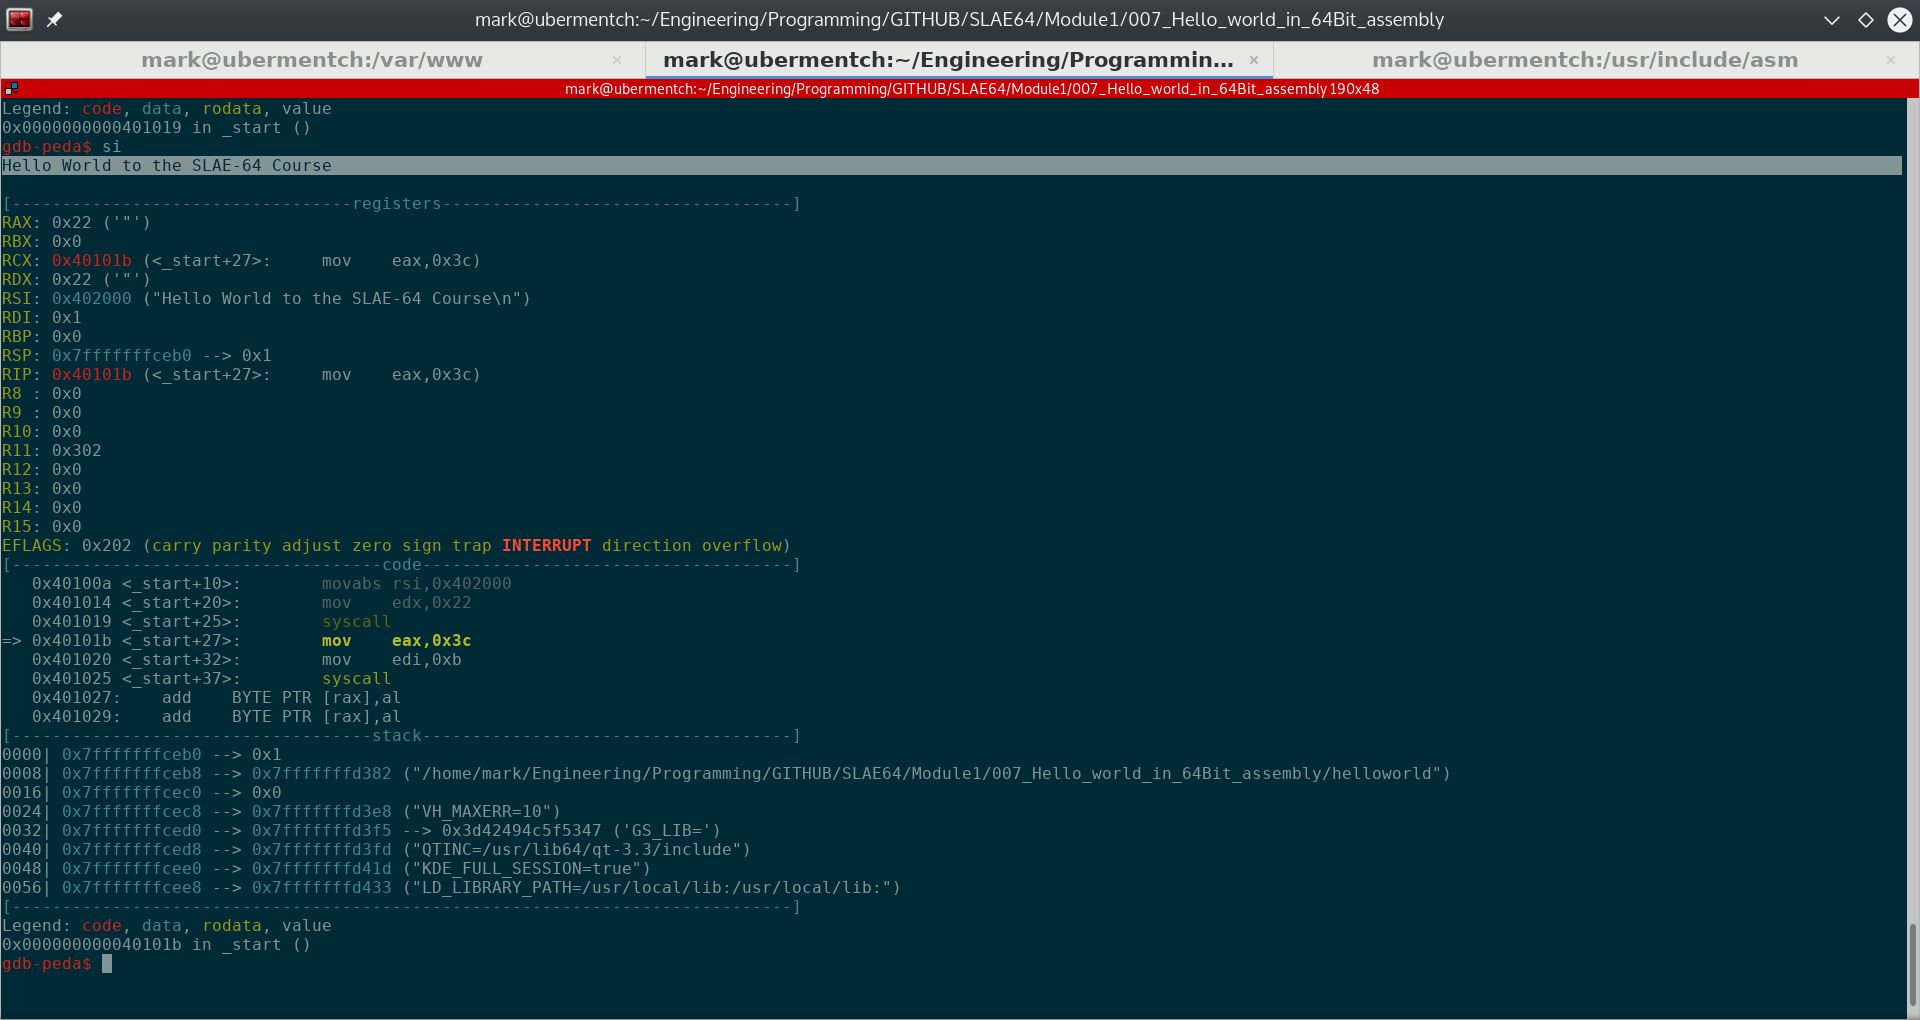 mark@ubermentch:~/Engineering/Programming/GITHUB/SLAE64/Module1/007_Hello_world_in_64Bit_assembly
mark@ubermentch:/var/www × mark@ubermentch:~/Engineering/Programmin... × mark@ubermentch:/usr/include/asm ×
mark@ubermentch:~/Engineering/Programming/GITHUB/SLAE64/Module1/007_Hello_world_in_64Bit_assembly 190x48
Legend: code, data, rodata, value
0x0000000000401019 in _start ()
gdb-peda$ si
Hello World to the SLAE-64 Course
[----------------------------------registers-----------------------------------]
RAX: 0x22 ('"')
RBX: 0x0
RCX: 0x40101b (<_start+27>:     mov    eax,0x3c)
RDX: 0x22 ('"')
RSI: 0x402000 ("Hello World to the SLAE-64 Course\n")
RDI: 0x1
RBP: 0x0
RSP: 0x7fffffffceb0 --> 0x1
RIP: 0x40101b (<_start+27>:     mov    eax,0x3c)
R8 : 0x0
R9 : 0x0
R10: 0x0
R11: 0x302
R12: 0x0
R13: 0x0
R14: 0x0
R15: 0x0
EFLAGS: 0x202 (carry parity adjust zero sign trap INTERRUPT direction overflow)
[-------------------------------------code-------------------------------------]
   0x40100a <_start+10>:        movabs rsi,0x402000
   0x401014 <_start+20>:        mov    edx,0x22
   0x401019 <_start+25>:        syscall
=> 0x40101b <_start+27>:        mov    eax,0x3c
   0x401020 <_start+32>:        mov    edi,0xb
   0x401025 <_start+37>:        syscall
   0x401027:    add    BYTE PTR [rax],al
   0x401029:    add    BYTE PTR [rax],al
[------------------------------------stack-------------------------------------]
0000| 0x7fffffffceb0 --> 0x1
0008| 0x7fffffffceb8 --> 0x7fffffffd382 ("/home/mark/Engineering/Programming/GITHUB/SLAE64/Module1/007_Hello_world_in_64Bit_assembly/helloworld")
0016| 0x7fffffffcec0 --> 0x0
0024| 0x7fffffffcec8 --> 0x7fffffffd3e8 ("VH_MAXERR=10")
0032| 0x7fffffffced0 --> 0x7fffffffd3f5 --> 0x3d42494c5f5347 ('GS_LIB=')
0040| 0x7fffffffced8 --> 0x7fffffffd3fd ("QTINC=/usr/lib64/qt-3.3/include")
0048| 0x7fffffffcee0 --> 0x7fffffffd41d ("KDE_FULL_SESSION=true")
0056| 0x7fffffffcee8 --> 0x7fffffffd433 ("LD_LIBRARY_PATH=/usr/local/lib:/usr/local/lib:")
[------------------------------------------------------------------------------]
Legend: code, data, rodata, value
0x000000000040101b in _start ()
gdb-peda$